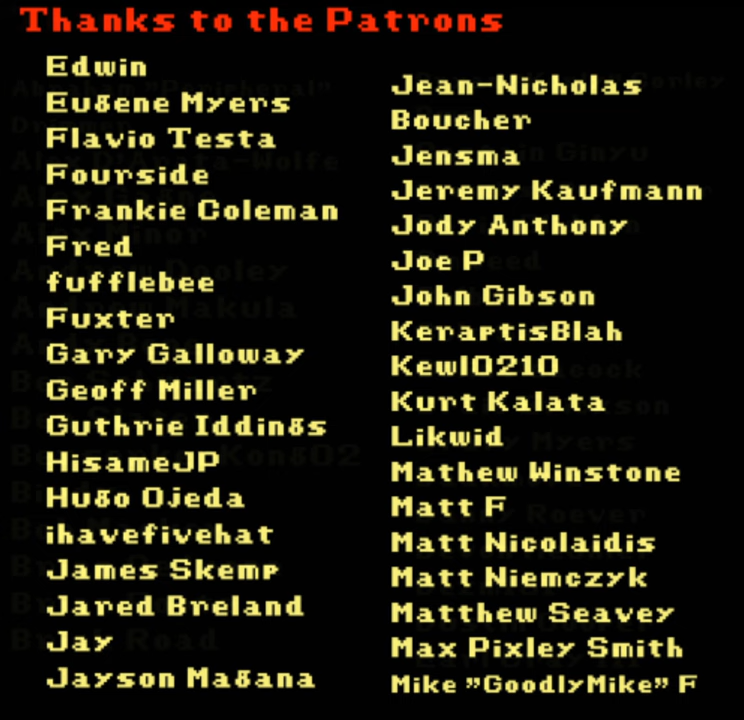 Thanks to the Patrons
Edwin
Eugene Myers
Flavio Testa
Fourside
Frankie Coleman
Fred
fufflebee
Fuxter
Gary Galloway
Geoff Miller
Guthrie Iddings
HisameJP
Hugo Ojeda
ihavefivehat
James Skemp
Jared Breland
Jay
Jayson Magana
Jean-Nicholas
Boucher
Jensma
Jeremy Kaufmann
Jody Anthony
Joe P
John Gibson
KeraptisBlah
Kewl0210
Kurt Kalata
Likwid
Mathew Winstone
Matt F
Matt Nicolaidis
Matt Niemczyk
Matthew Seavey
Max Pixley Smith
Mike "GoodlyMike" F